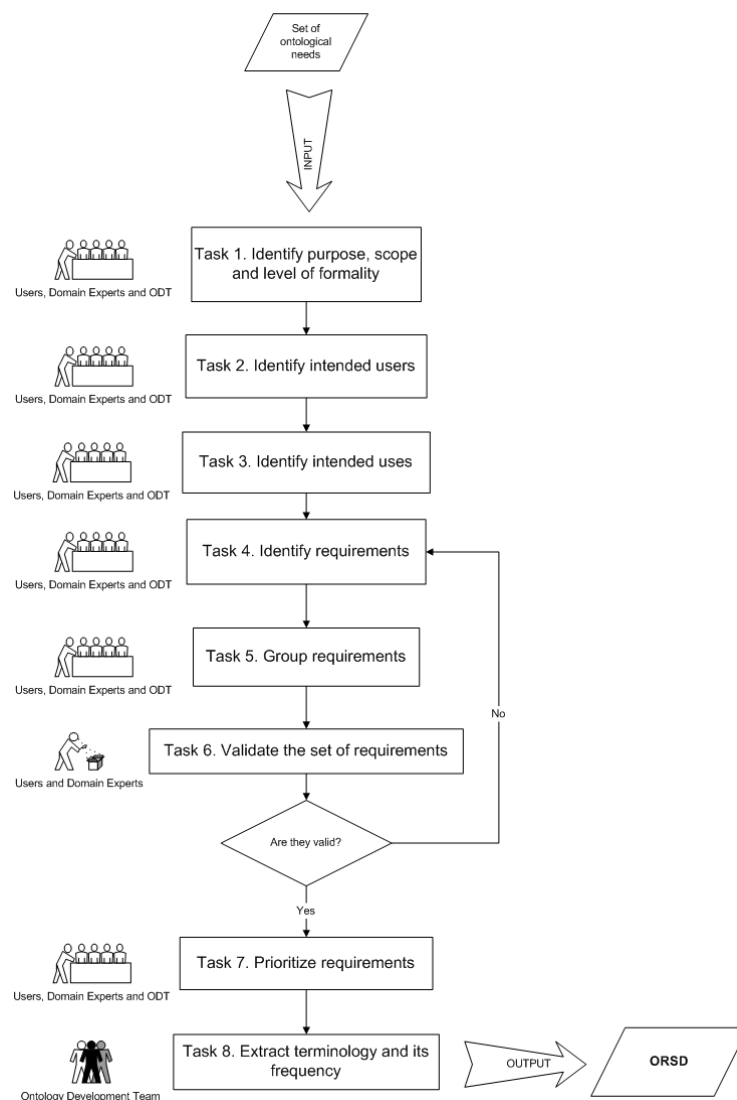 Set of
ontological
needs
INPUT
Task 1. Identify purpose, scope
and level of formality
Users, Domain Experts and ODT
Task 2. Identify intended users
Users, Domain Experts and ODT
Task 3. Identify intended uses
Users, Domain Experts and ODT
Task 4. Identify requirements
Users, Domain Experts and ODT
Task 5. Group requirements
Users, Domain Experts and ODT
No
Task 6. Validate the set of requirements
Users and Domain Experts
Are they valid?
Yes
Task 7. Prioritize requirements
Users, Domain Experts and ODT
Task 8. Extract terminology and its
frequency
OUTPUT
ORSD
Ontology Development Team